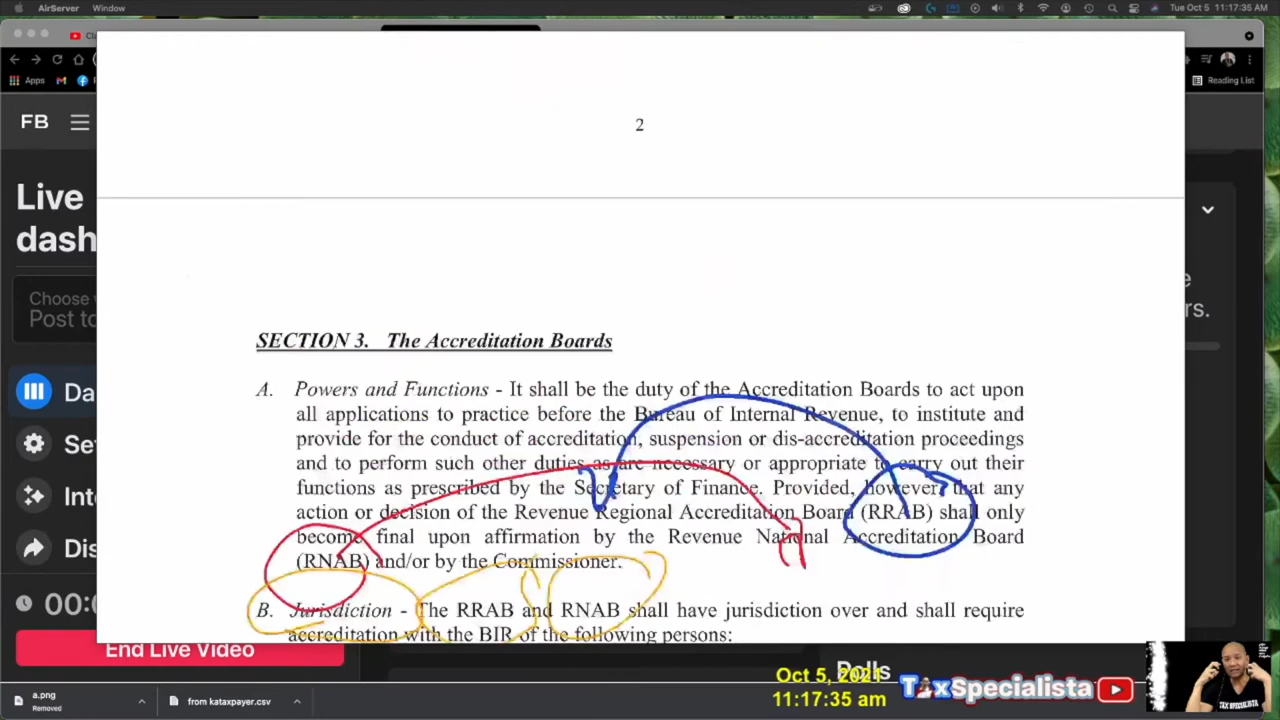 AirServer Window Tue Oct 5 11:17:35 AM
Apps
Reading List
FB
2
Live
dash
Choose
Post to
rs.
Da
Set
Int
Dis
00:0
SECTION 3. The Accreditation Boards
A. Powers and Functions - It shall be the duty of the Accreditation Boards to act upon
all applications to practice before the Bureau of Internal Revenue, to institute and
provide for the conduct of accreditation, suspension or dis-accreditation proceedings
and to perform such other duties as are necessary or appropriate to carry out their
functions as prescribed by the Secretary of Finance. Provided, however, that any
action or decision of the Revenue Regional Accreditation Board (RRAB) shall only
become final upon affirmation by the Revenue National Accreditation Board
(RNAB) and/or by the Commissioner.
B. Jurisdiction - The RRAB and RNAB shall have jurisdiction over and shall require
accreditation with the BIR of the following persons:
End Live Video
Polls
Oct 5, 2021
11:17:35 am
TaxSpecialista
a.png
Removed
from kataxpayer.csv
TAX SPECIALISTA